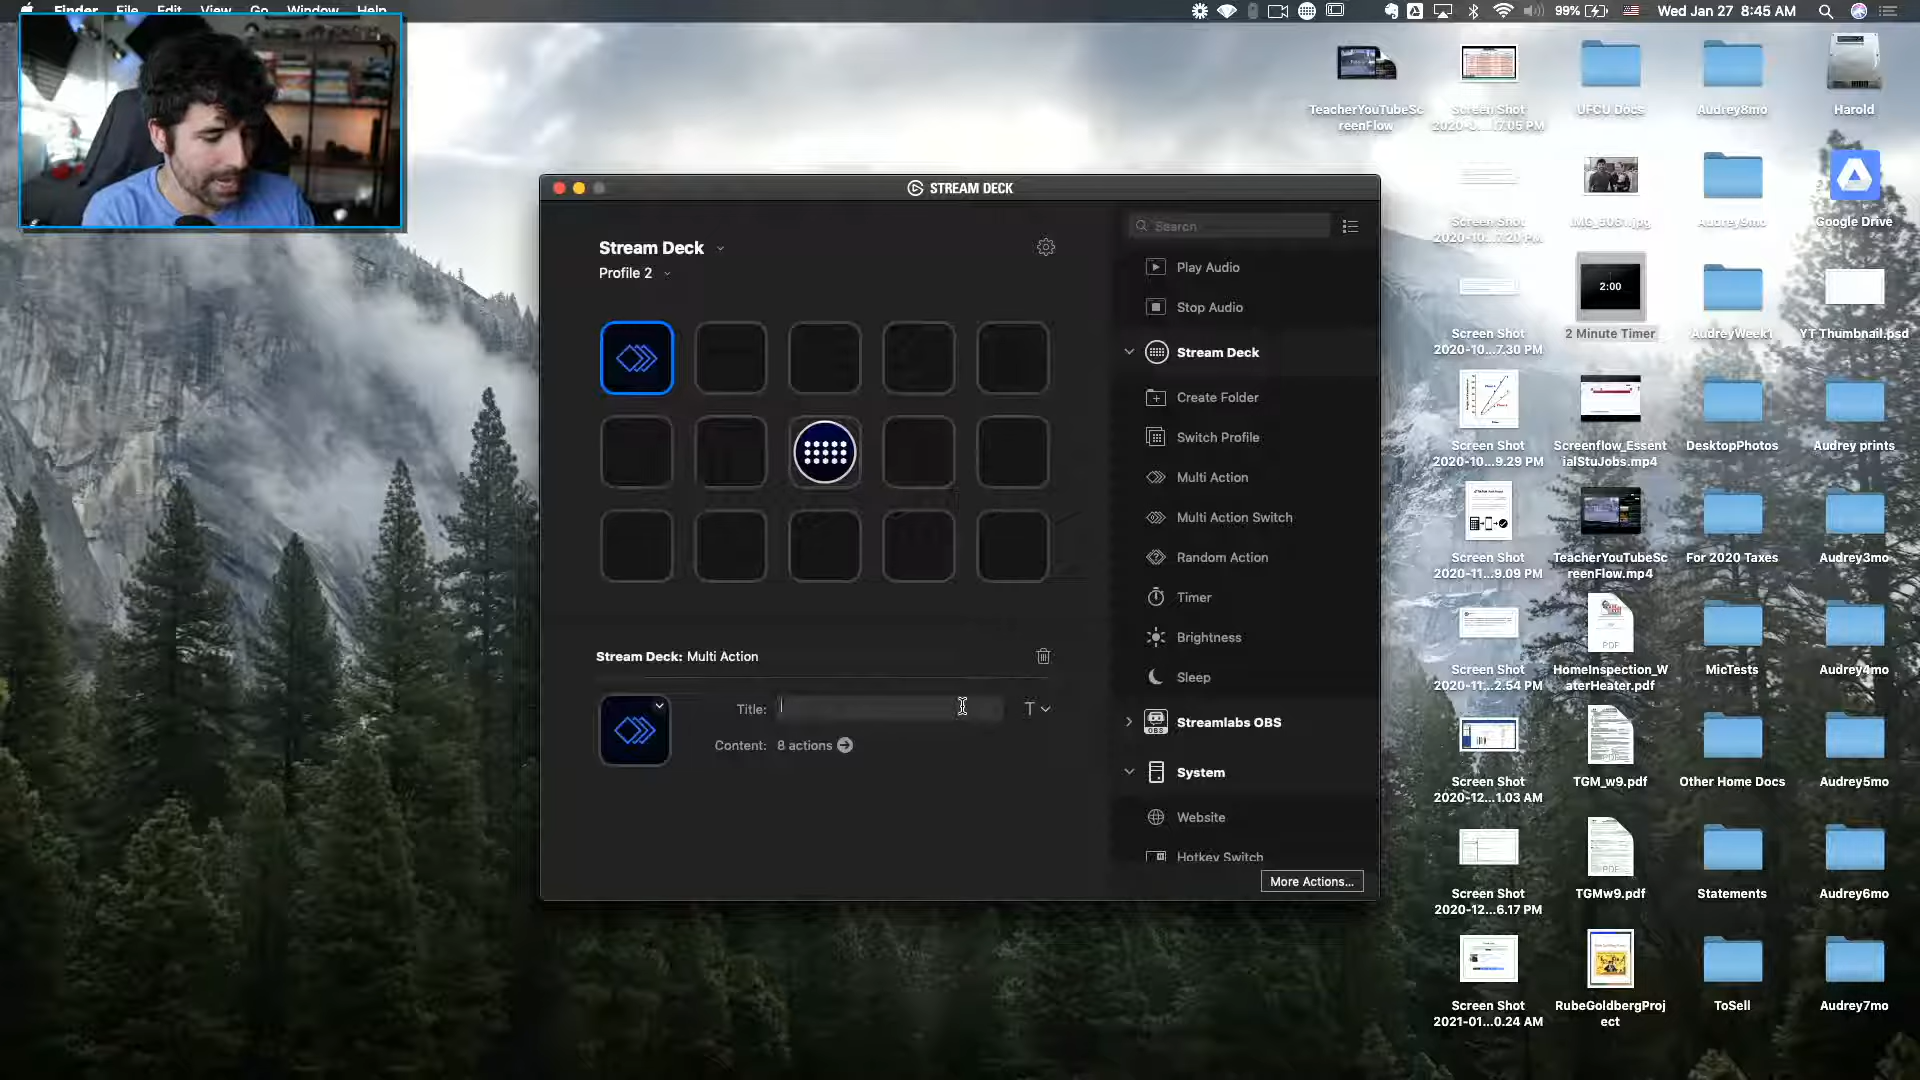 Finder File Edit View Go Window Help
99% Wed Jan 27 8:45 AM
TeacherYouTubeSc
reenFlow
Screen Shot
UFCU Docs
Audrey8mo
Harold
Screen Shot
Audrey9mo
Google Drive
Screen Shot
2020-10...7.30 PM
2:00
2 Minute Timer
AudreyWeek1
YT Thumbnail.psd
Screen Shot
2020-10...9.29 PM
Screenflow_Essent
ialStuJobs.mp4
DesktopPhotos
Audrey prints
Screen Shot
2020-11...9.09 PM
TeacherYouTubeSc
reenFlow.mp4
For 2020 Taxes
Audrey3mo
Screen Shot
2020-11...2.54 PM
PDF
HomeInspection_W
aterHeater.pdf
MicTests
Audrey4mo
Screen Shot
2020-12...1.03 AM
TGM_w9.pdf
Other Home Docs
Audrey5mo
Screen Shot
2020-12...6.17 PM
PDF
TGMw9.pdf
Statements
Audrey6mo
Screen Shot
2021-01...0.24 AM
RubeGoldbergProj
ect
ToSell
Audrey7mo
STREAM DECK
Stream Deck
Profile 2
Stream Deck: Multi Action
Title:
T
Content: 8 actions
Search
Play Audio
Stop Audio
Stream Deck
Create Folder
Switch Profile
Multi Action
Multi Action Switch
Random Action
Timer
Brightness
Sleep
OBS
Streamlabs OBS
System
Website
Hotkey Switch
More Actions...